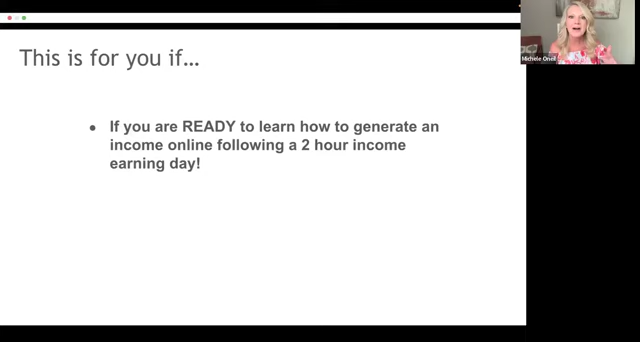 This is for you if...
● If you are READY to learn how to generate an
income online following a 2 hour income
earning day!
Michele Oneil